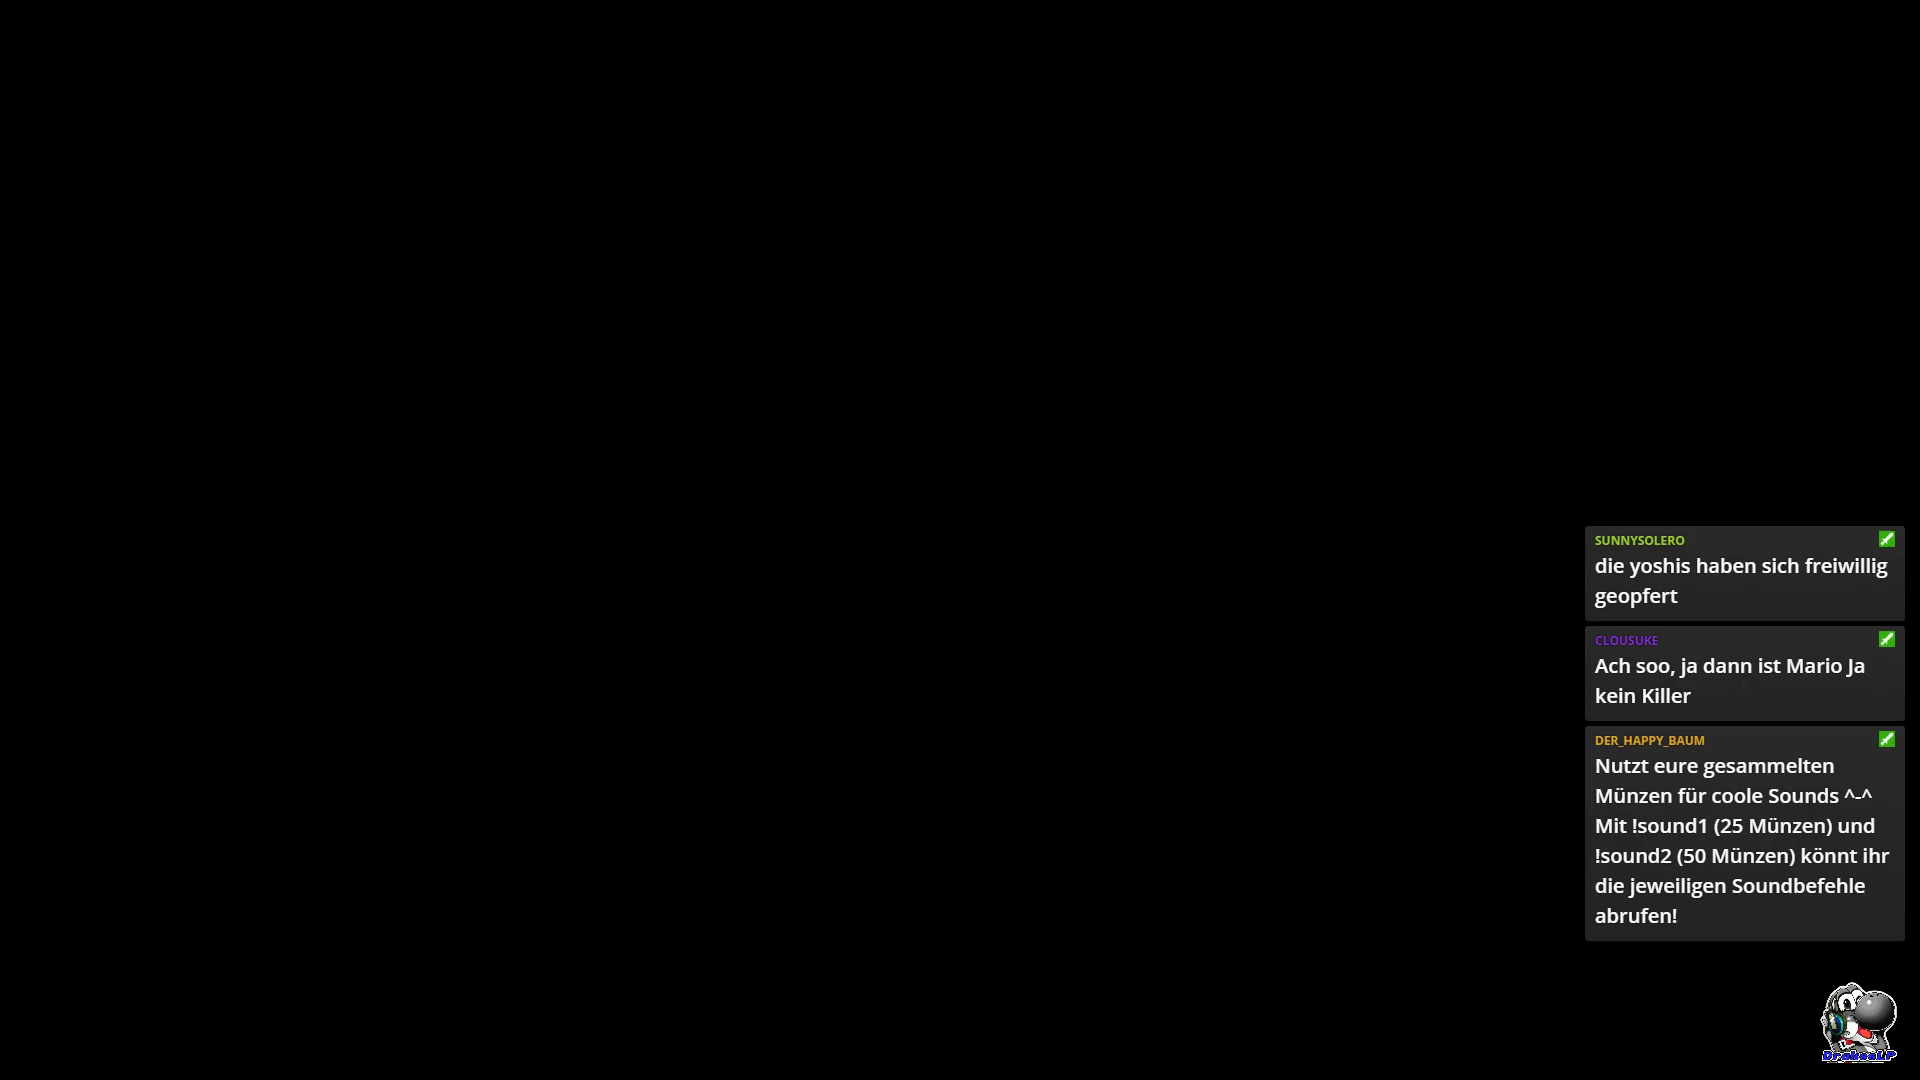 SUNNYSOLERO
die yoshis haben sich freiwillig
geopfert
CLOUSUKE
Ach soo, ja dann ist Mario Ja
kein Killer
DER_HAPPY_BAUM
Nutzt eure gesammelten
Münzen für coole Sounds ^-^
Mit !sound1 (25 Münzen) und
!sound2 (50 Münzen) könnt ihr
die jeweiligen Soundbefehle
abrufen!